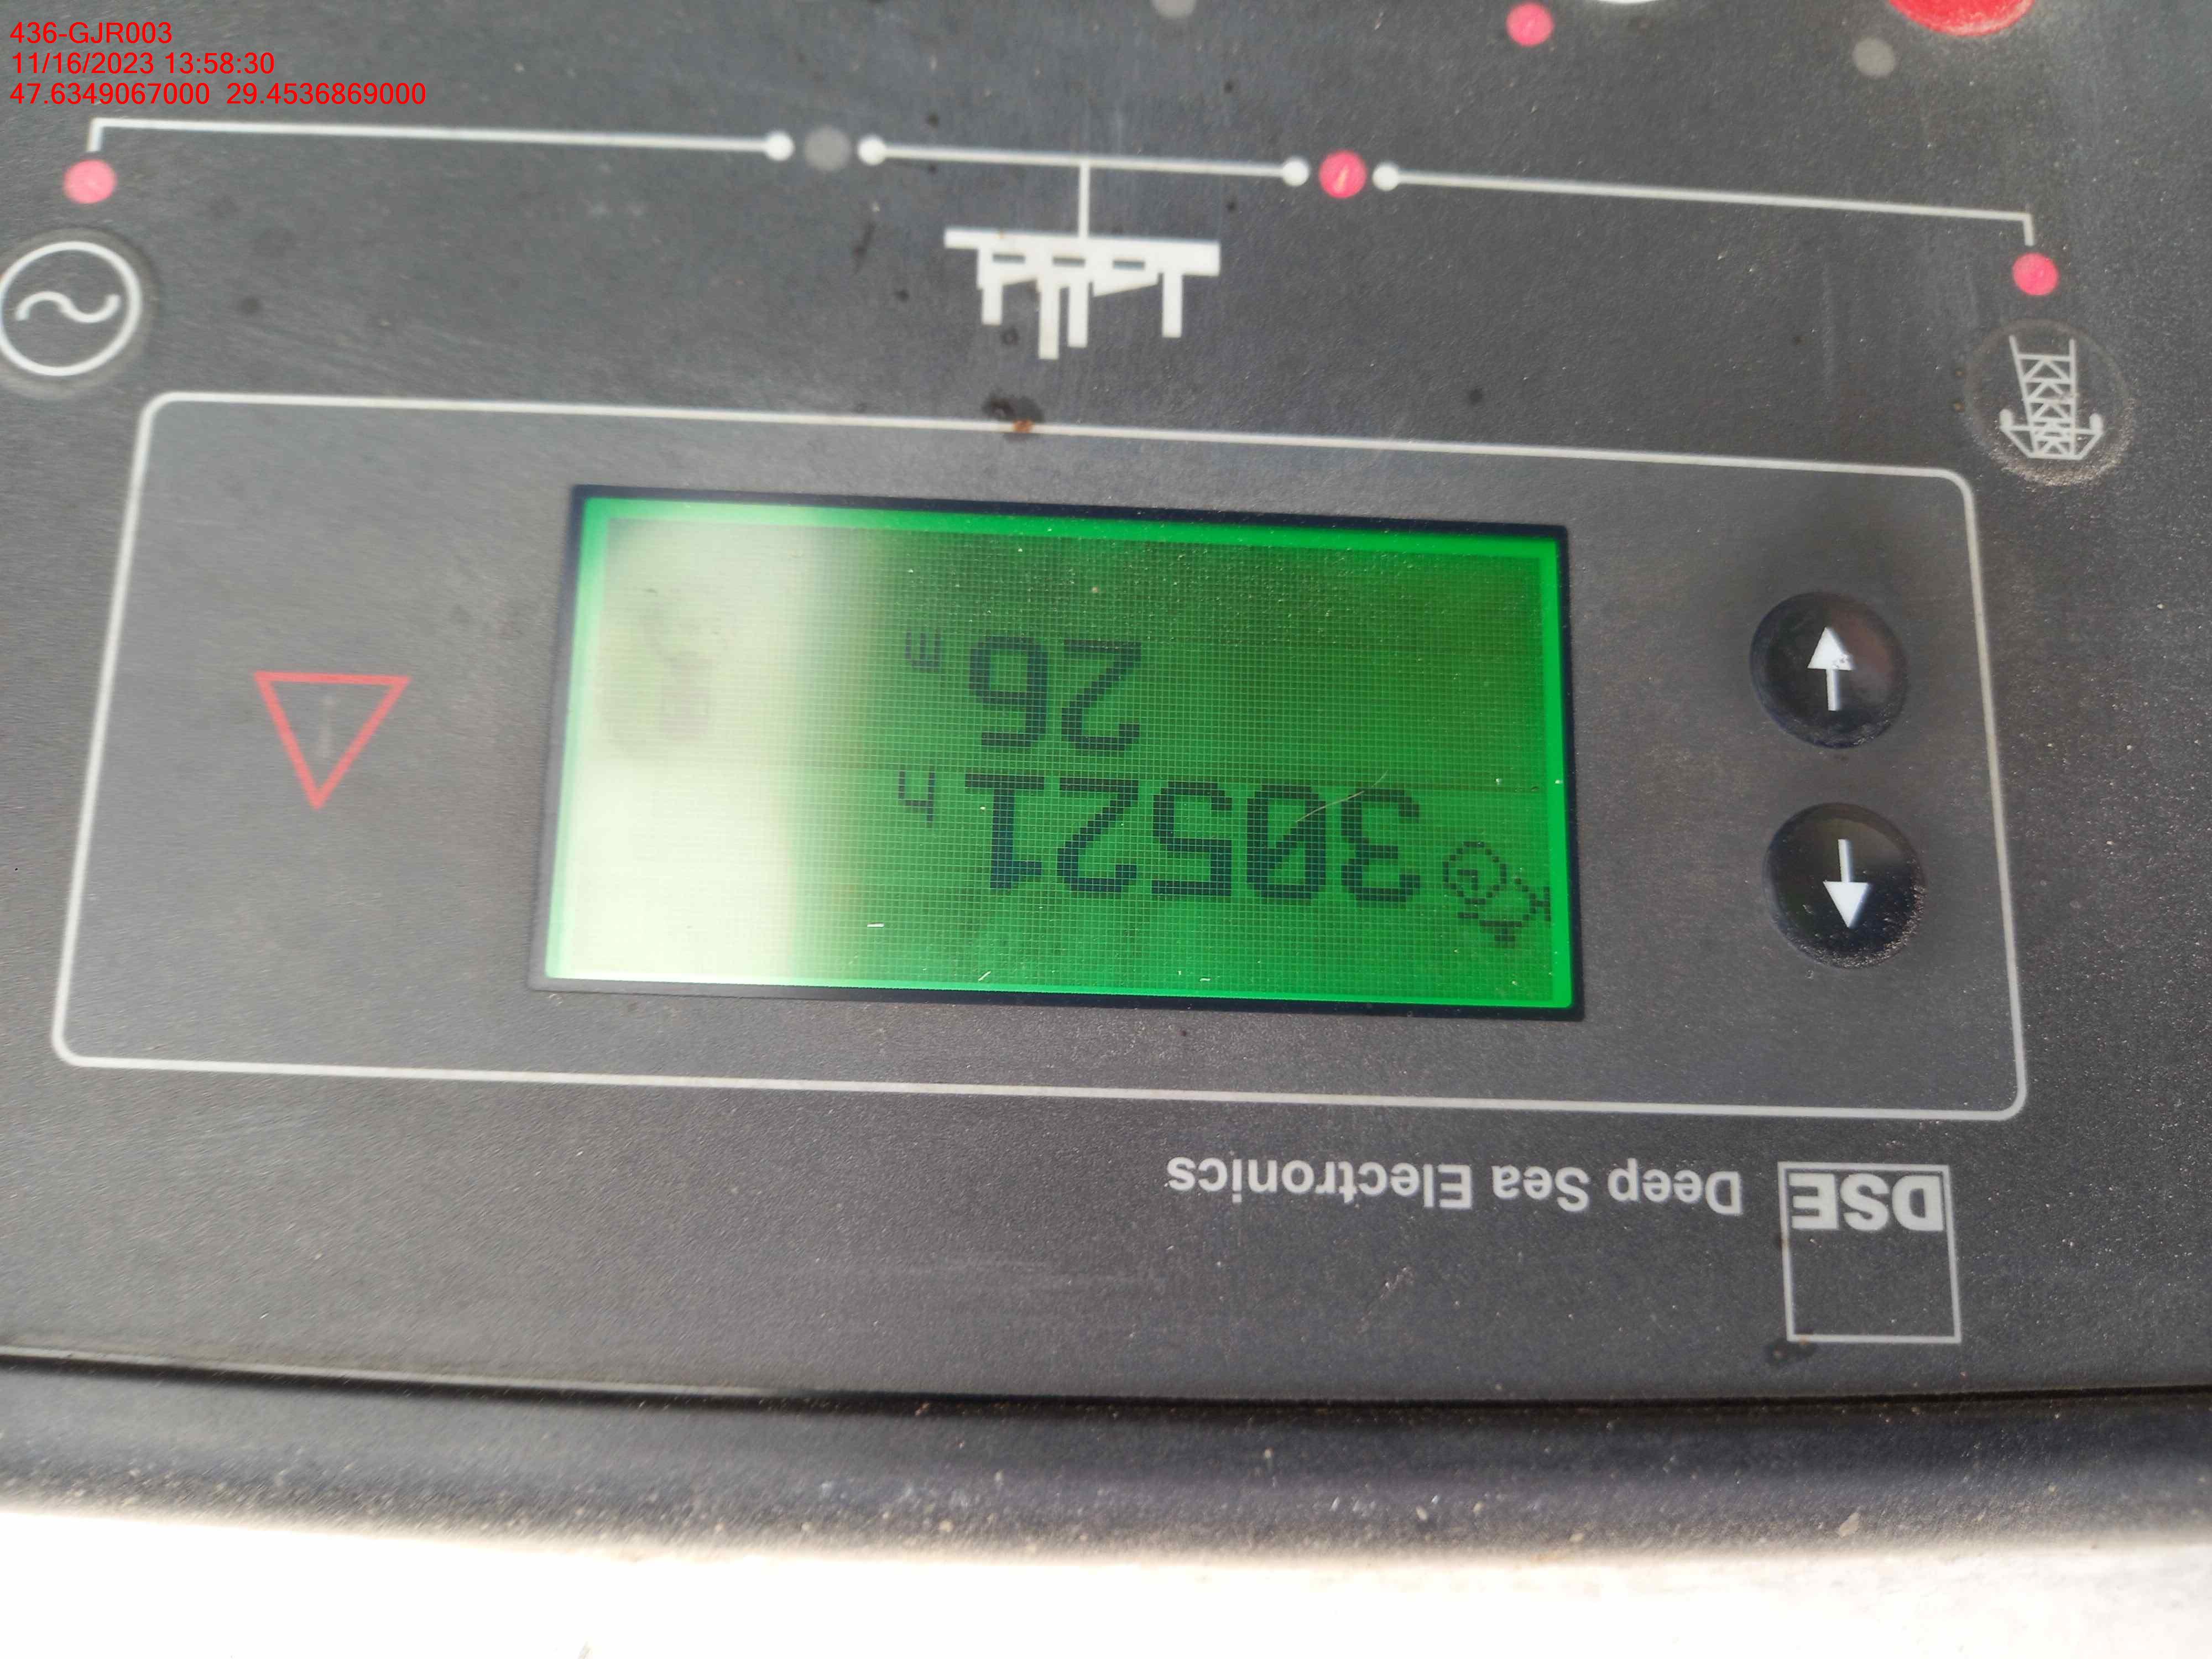 436-GJR003
11/16/2023 13:58:30
47.6349067000 29.4536869000
DSE Deep Sea Electronics
30521 h
26 m